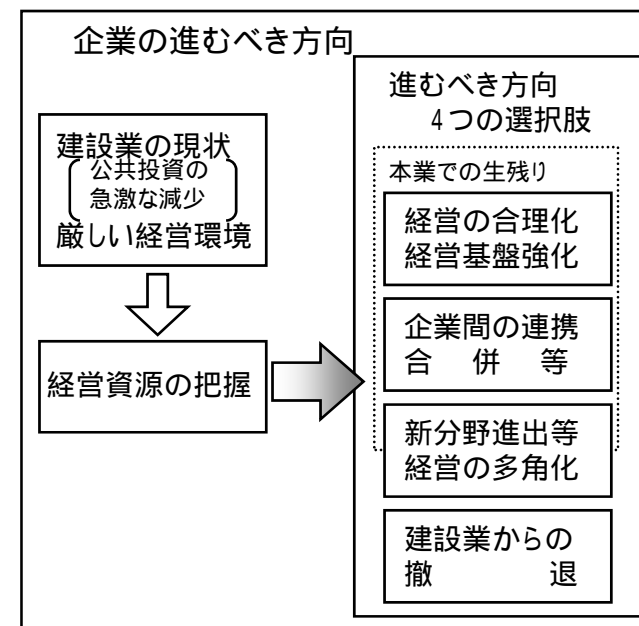 企業の進むべき方向
建設業の現状
公共投資の
急激な減少
厳しい経営環境
経営資源の把握
進むべき方向
4つの選択肢
本業での生残り
経営の合理化
経営基盤強化
企業間の連携
合　併　等
新分野進出等
経営の多角化
建設業からの
撤　　　退